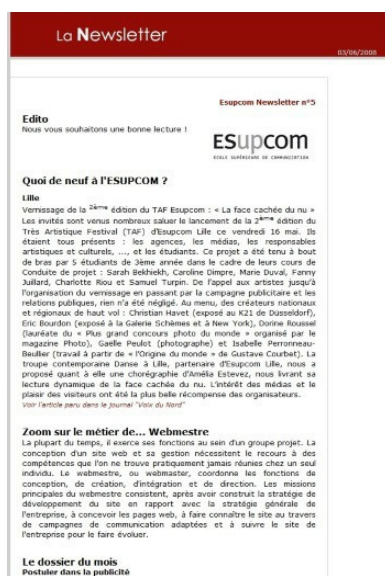 La Newsletter
03/06/2008
Esupcom Newsletter n°5
Edito
Nous vous souhaitons une bonne lecture !
ESupcom
ECOLE SUPÉRIEURE DE COMMUNICATION
Quoi de neuf à l'ESUPCOM ?
Lille
Vernissage de la 2ème édition du TAF Esupcom : « La face cachée du nu »
Les invités sont venus nombreux saluer le lancement de la 2ème édition du
Très Artistique Festival (TAF) d'Esupcom Lille ce vendredi 16 mai. Ils
étaient tous présents : les agences, les médias, les responsables
artistiques et culturels, ..., et les étudiants. Ce projet a été tenu à bout
de bras par 5 étudiants de 3ème année dans le cadre de leurs cours de
Conduite de projet : Sarah Bekhiekh, Caroline Dimpre, Marie Duval, Fanny
Juillard, Charlotte Riou et Samuel Turpin. De l'appel aux artistes jusqu'à
l'organisation du vernissage en passant par la campagne publicitaire et les
relations publiques, rien n'a été négligé. Au menu, des créateurs nationaux
et régionaux de haut vol : Christian Havet (exposé au K21 de Düsseldorf),
Eric Bourdon (exposé à la Galerie Schèmes et à New York), Dorine Roussel
(lauréate du « Plus grand concours photo du monde » organisé par le
magazine Photo), Gaëlle Peulot (photographe) et Isabelle Perronneau-
Beullier (travail à partir de « l'Origine du monde » de Gustave Courbet). La
troupe contemporaine Danse à Lille, partenaire d'Esupcom Lille, nous a
proposé quant à elle une chorégraphie d'Amélia Estevez, nous livrant sa
lecture dynamique de la face cachée du nu. L'intérêt des médias et le
plaisir des visiteurs ont été la plus belle récompense des organisateurs.
Voir l'article paru dans le journal "Voix du Nord"
Zoom sur le métier de... Webmestre
La plupart du temps, il exerce ses fonctions au sein d'un groupe projet. La
conception d'un site web et sa gestion nécessitent le recours à des
compétences que l'on ne trouve pratiquement jamais réunies chez un seul
individu. Le webmestre, ou webmaster, coordonne les fonctions de
conception, de création, d'intégration et de direction. Les missions
principales du webmestre consistent, après avoir construit la stratégie de
développement du site en rapport avec la stratégie générale de
l'entreprise, à concevoir les pages web, à faire connaître le site au travers
de campagnes de communication adaptées et à suivre le site de
l'entreprise pour le faire évoluer.
Le dossier du mois
Postuler dans la publicité